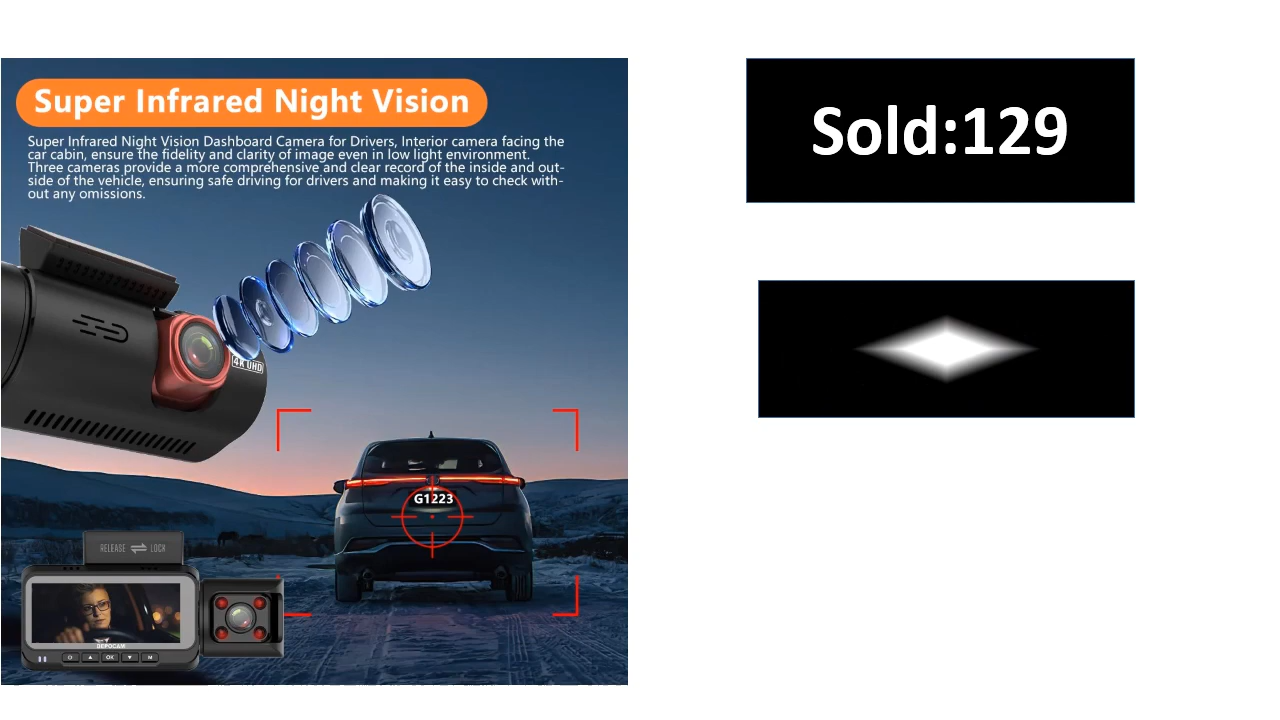 Super Infrared Night Vision
Super Infrared Night Vision Dashboard Camera for Drivers, Interior camera facing the
car cabin, ensure the fidelity and clarity of image even in low light environment.
Three cameras provide a more comprehensive and clear record of the inside and out-
side of the vehicle, ensuring safe driving for drivers and making it easy to check with-
out any omissions.
4K UHD
G1223
RELEASE LOCK
DEPOCAM
OK
M
Sold:129